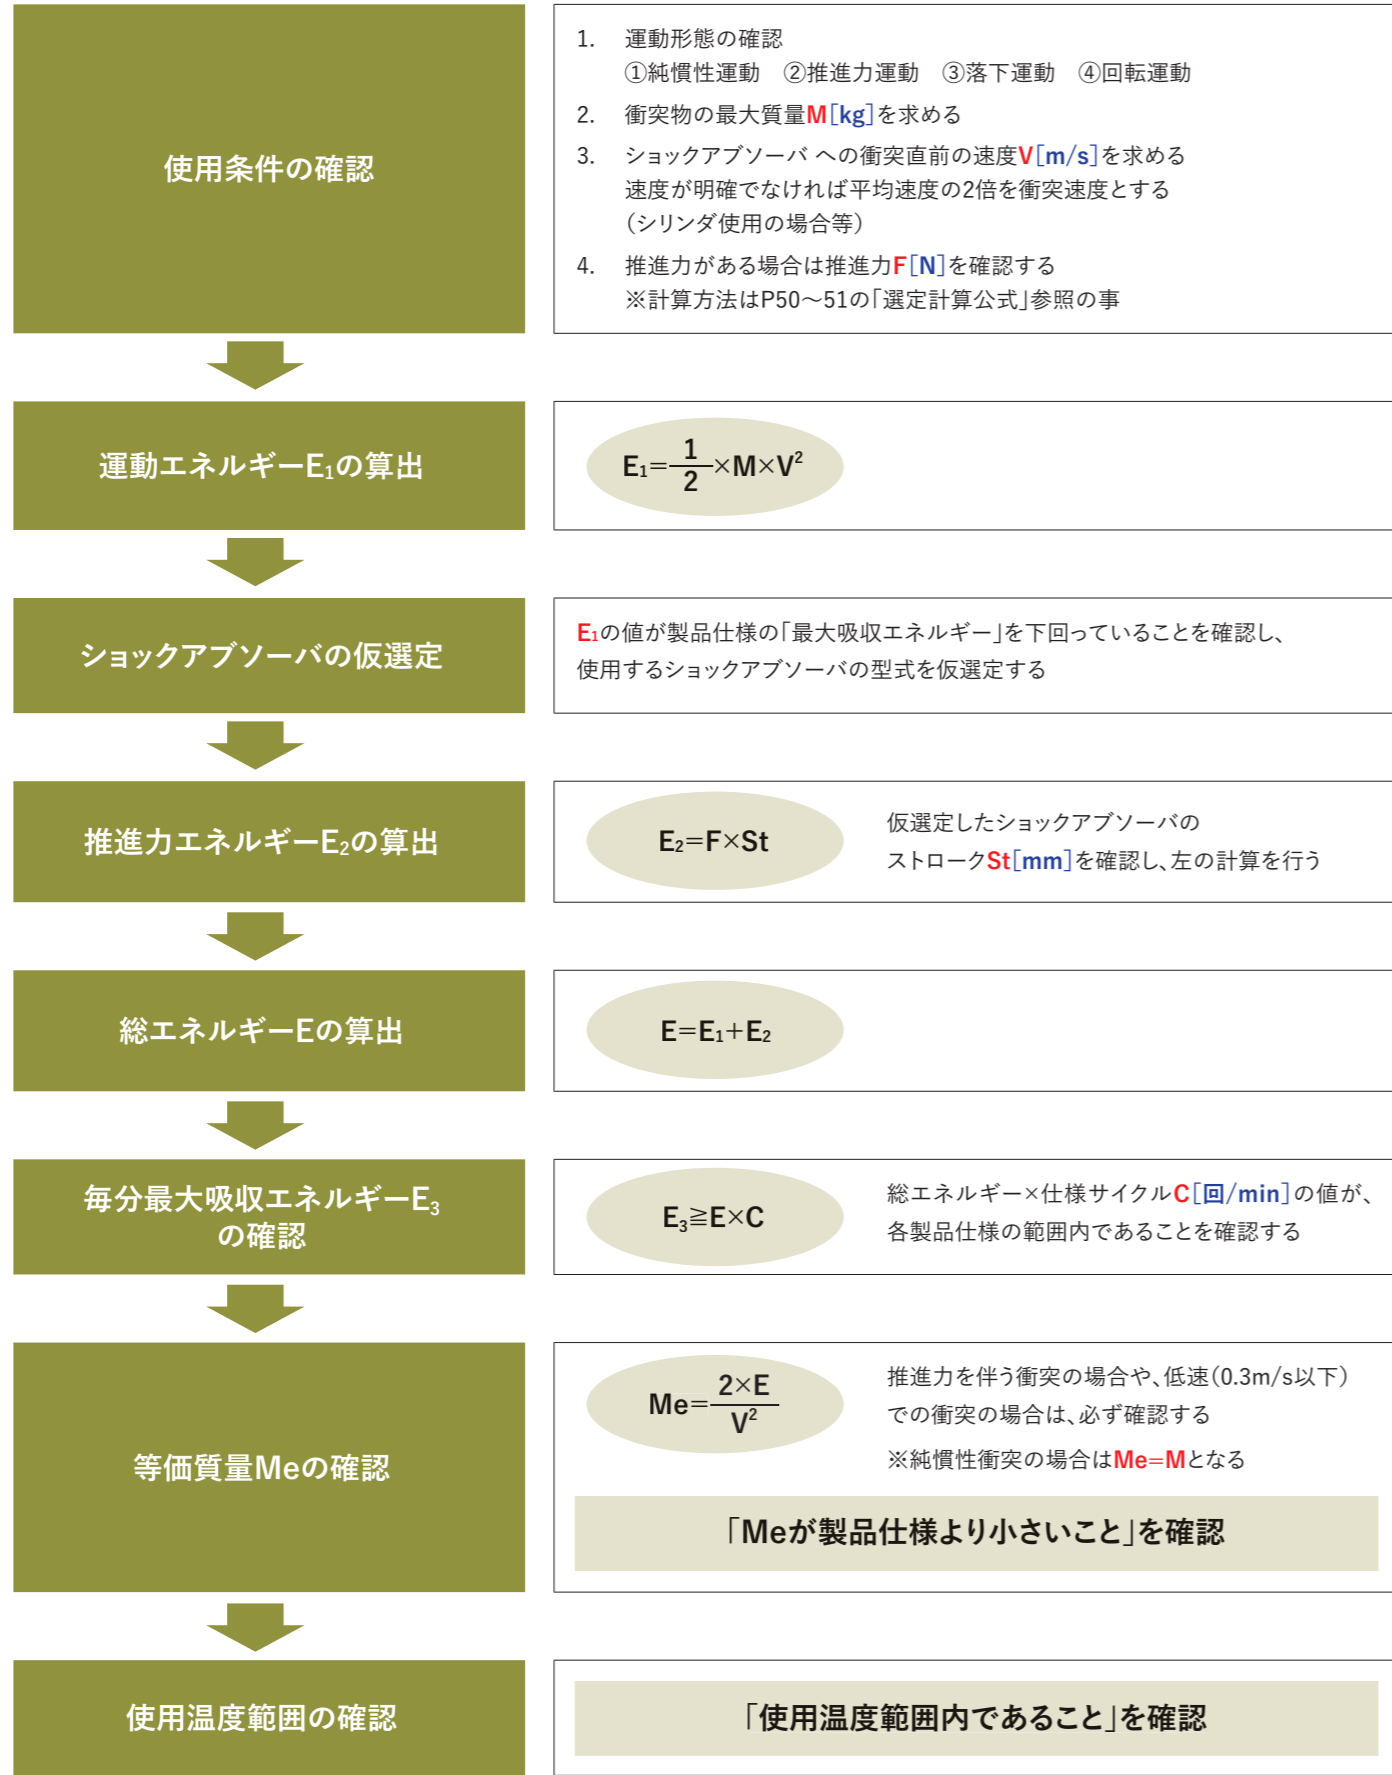 使用条件の確認
1. 運動形態の確認
①純慣性運動 ②推進力運動 ③落下運動 ④回転運動
2. 衝突物の最大質量M[kg]を求める
3. ショックアブソーバ への衝突直前の速度V[m/s]を求める
速度が明確でなければ平均速度の2倍を衝突速度とする
（シリンダ使用の場合等）
4. 推進力がある場合は推進力F[N]を確認する
※計算方法はP50～51の「選定計算公式」参照の事
運動エネルギーE₁の算出
E₁=1/2×M×V²
ショックアブソーバの仮選定
E₁の値が製品仕様の「最大吸収エネルギー」を下回っていることを確認し、
使用するショックアブソーバの型式を仮選定する
推進力エネルギーE₂の算出
E₂=F×St
仮選定したショックアブソーバの
ストロークSt[mm]を確認し、左の計算を行う
総エネルギーEの算出
E=E₁+E₂
毎分最大吸収エネルギーE₃
の確認
E₃≧E×C
総エネルギー×仕様サイクルC[回/min]の値が、
各製品仕様の範囲内であることを確認する
等価質量Meの確認
Me=2×E/V²
推進力を伴う衝突の場合や、低速（0.3m/s以下）
での衝突の場合は、必ず確認する
※純慣性衝突の場合はMe=Mとなる
「Meが製品仕様より小さいこと」を確認
使用温度範囲の確認
「使用温度範囲内であること」を確認